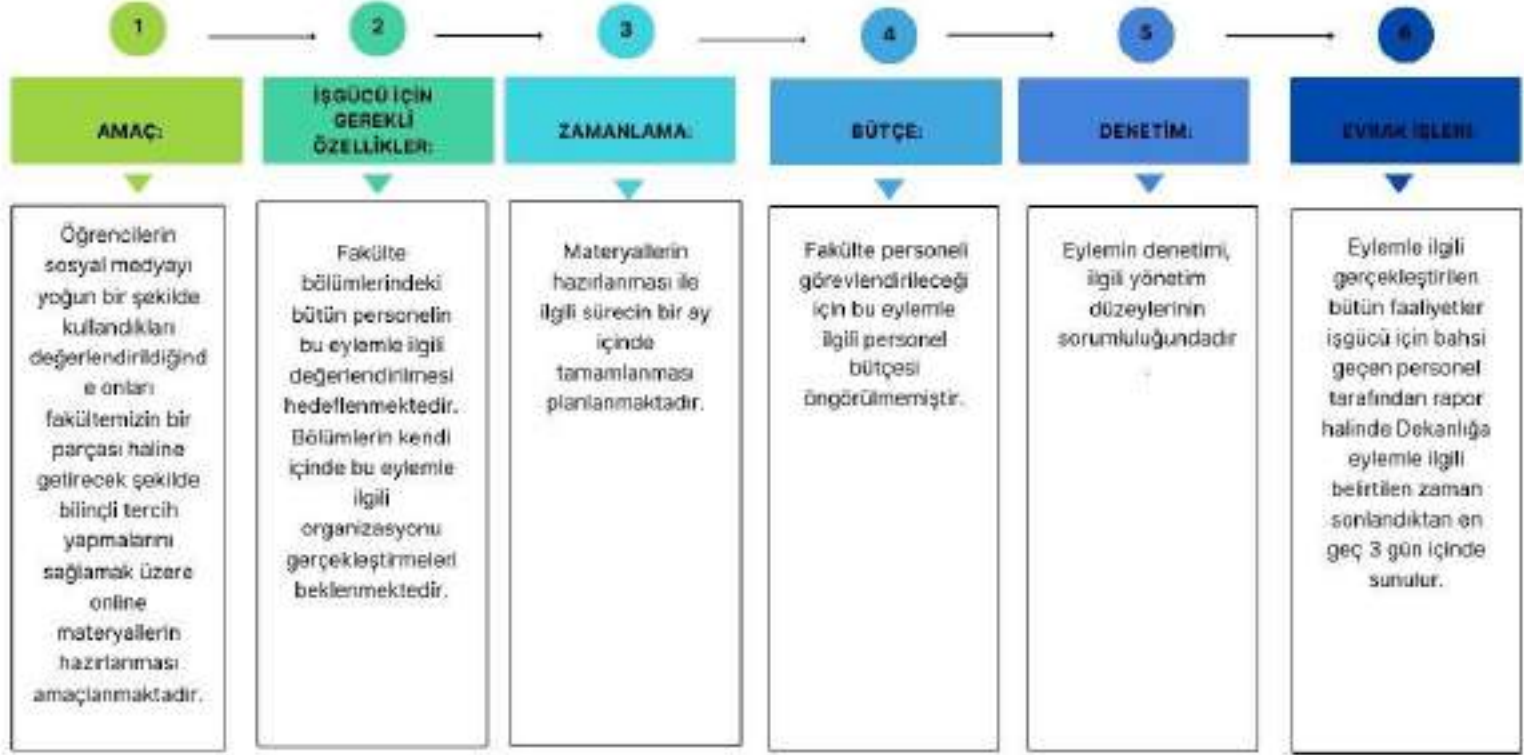 1
2
3
4
5
6
AMAÇ:
İŞGÜCÜ İÇİN
GEREKLİ
ÖZELLİKLER:
ZAMANLAMA:
BÜTÇE:
DENETİM:
EVRAK İŞLERİ:
Öğrencilerin
sosyal medyayı
yoğun bir şekilde
kullandıkları
değerlendirildiğind
e onları
fakültemizin bir
parçası haline
getirecek şekilde
bilinçli tercih
yapmalarını
sağlamak üzere
online
materyallerin
hazırlanması
amaçlanmaktadır.
Fakülte
bölümlerindeki
bütün personelin
bu eylemle ilgili
değerlendirilmesi
hedeflenmektedir.
Bölümlerin kendi
içinde bu eylemle
ilgili
organizasyonu
gerçekleştirmeleri
beklenmektedir.
Materyallerin
hazırlanması ile
ilgili sürecin bir ay
içinde
tamamlanması
planlanmaktadır.
Fakülte personeli
görevlendirileceği
için bu eylemle
ilgili personel
bütçesi
öngörülmemiştir.
Eylemin denetimi,
ilgili yönetim
düzeylerinin
sorumluluğundadır
.
Eylemle ilgili
gerçekleştirilen
bütün faaliyetler
işgücü için bahsi
geçen personel
tarafından rapor
halinde Dekanlığa
eylemle ilgili
belirtilen zaman
sonlandıktan en
geç 3 gün içinde
sunulur.